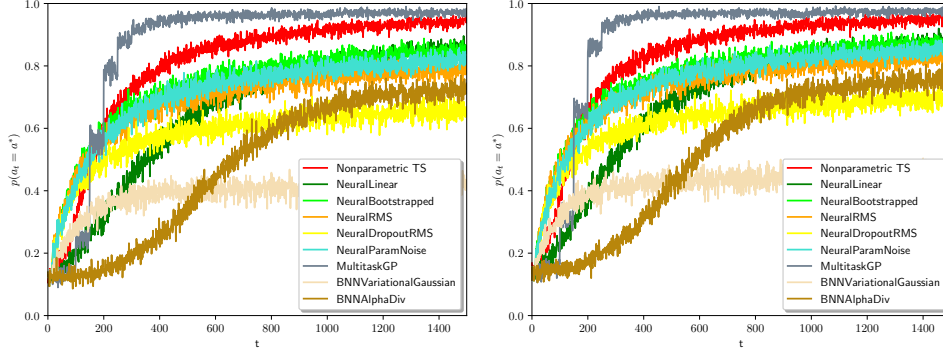 1.0
0.8
0.6
0.4
0.2
0.0
p(a_t = a*)
0 200 400 600 800 1000 1200 1400
t
Nonparametric TS
NeuralLinear
NeuralBootstrapped
NeuralRMS
NeuralDropoutRMS
NeuralParamNoise
MultitaskGP
BNNVariationalGaussian
BNNAlphaDiv
1.0
0.8
0.6
0.4
0.2
0.0
p(a_t = a*)
0 200 400 600 800 1000 1200 1400
t
Nonparametric TS
NeuralLinear
NeuralBootstrapped
NeuralRMS
NeuralDropoutRMS
NeuralParamNoise
MultitaskGP
BNNVariationalGaussian
BNNAlphaDiv